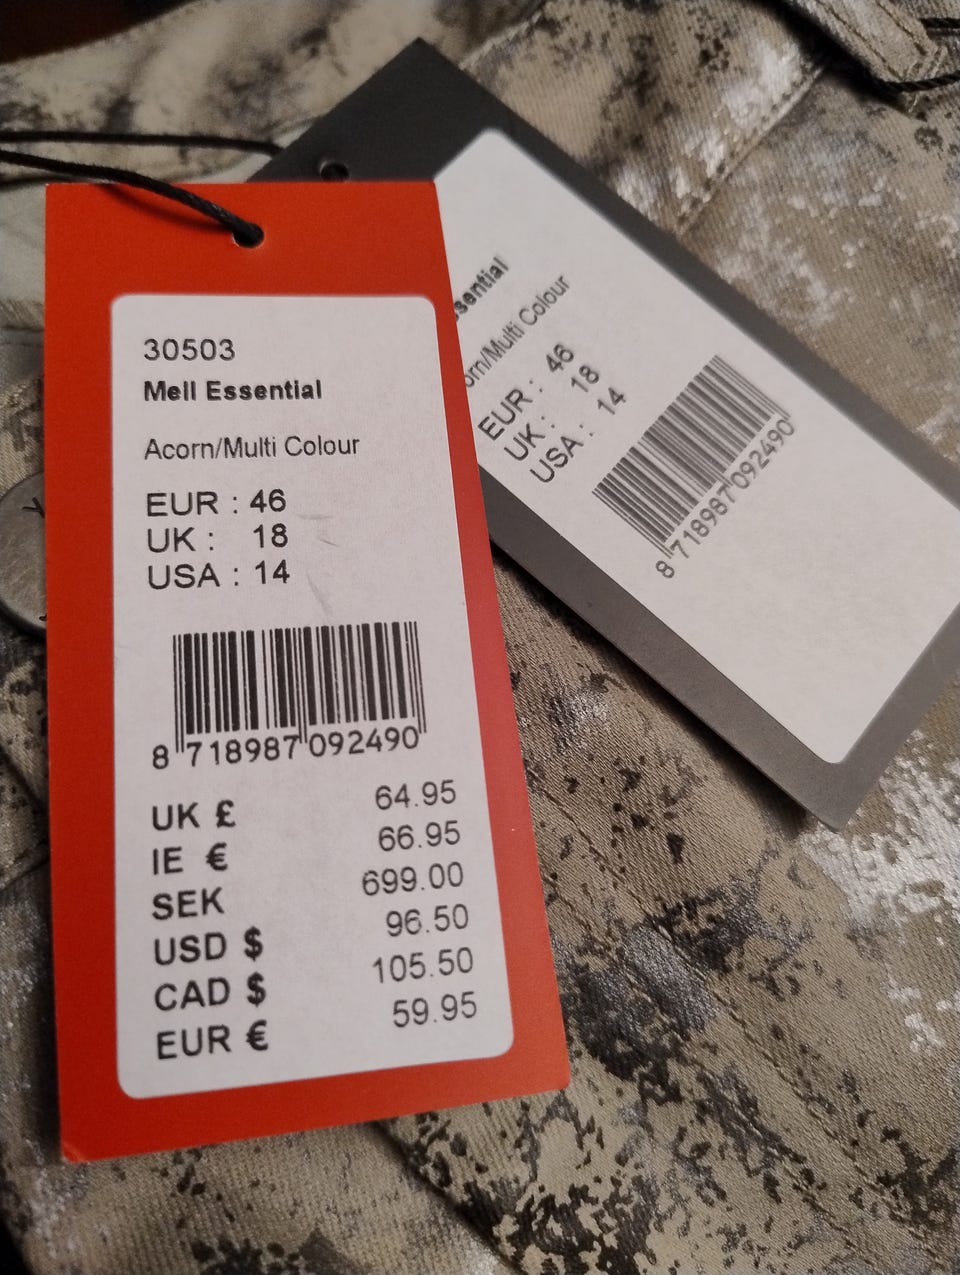 30503
Mell Essential
Acorn/Multi Colour
EUR : 46
UK : 18
USA : 14
8 718987 092490
UK £ 64.95
IE € 66.95
SEK 699.00
USD $ 96.50
CAD $ 105.50
EUR € 59.95
ssential
orn/Multi Colour
EUR : 46
UK : 18
USA : 14
8 718987 092490